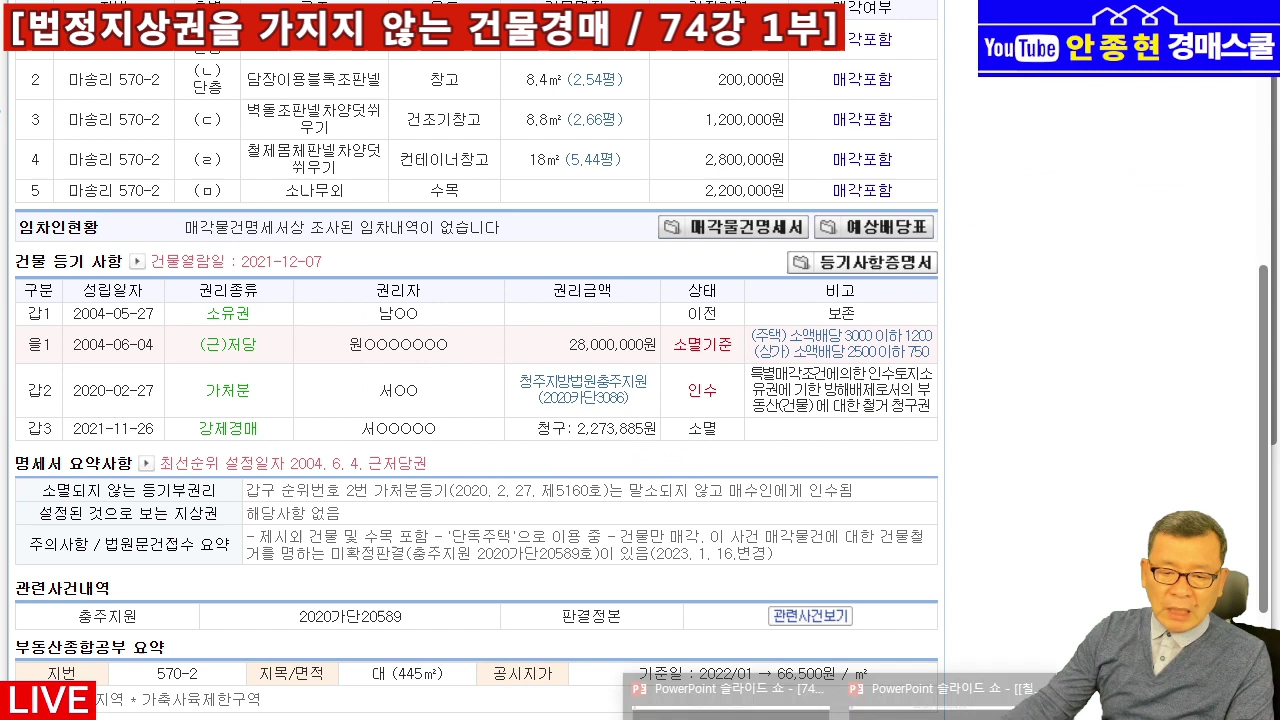 [법정지상권을 가지지 않는 건물경매 / 74강 1부]
YouTube 안종현 경매스쿨
매각여부
매각포함
2 마송리 570-2 (ㄴ) 단층 담장이용블록조판넬 창고 8.4㎡ (2.54평) 200,000원 매각포함
3 마송리 570-2 (ㄷ) 벽돌조판넬차양덧쒸우기 건조기창고 8.8㎡ (2.66평) 1,200,000원 매각포함
4 마송리 570-2 (ㄹ) 철제몸체판넬차양덧쒸우기 컨테이너창고 18㎡ (5.44평) 2,800,000원 매각포함
5 마송리 570-2 (ㅁ) 소나무외 수목 2,200,000원 매각포함
임차인현황 매각물건명세서상 조사된 임차내역이 없습니다 매각물건명세서 예상배당표
건물 등기 사항 건물열람일 : 2021-12-07 등기사항증명서
구분 성립일자 권리종류 권리자 권리금액 상태 비고
갑1 2004-05-27 소유권 남○○ 이전 보존
을1 2004-06-04 (근)저당 원○○○○○○○ 28,000,000원 소멸기준 (주택) 소액배당 3000 이하 1200
(상가) 소액배당 2500 이하 750
갑2 2020-02-27 가처분 서○○ 청주지방법원충주지원 (2020카단3086) 인수 특별매각조건에의한 인수토지소유권에 기한 방해배제로서의 부동산(건물) 에 대한 철거 청구권
갑3 2021-11-26 강제경매 서○○○○○ 청구: 2,273,885원 소멸
명세서 요약사항 최선순위 설정일자 2004. 6. 4. 근저당권
소멸되지 않는 등기부권리 갑구 순위번호 2번 가처분등기(2020. 2. 27. 제5160호)는 말소되지 않고 매수인에게 인수됨
설정된 것으로 보는 지상권 해당사항 없음
주의사항 / 법원문건접수 요약 - 제시외 건물 및 수목 포함 - '단독주택'으로 이용 중 - 건물만 매각, 이 사건 매각물건에 대한 건물철
거를 명하는 미확정판결(충주지원 2020가단20589호)이 있음(2023. 1. 16.변경)
관련사건내역
충주지원 2020가단20589 판결정본 관련사건보기
부동산종합공부 요약
지번 570-2 지목/면적 대 (445㎡) 공시지가 기준일 : 2022/01 → 66,500원 / ㎡
LIVE 지역 * 가축사육제한구역
PowerPoint 슬라이드 쇼 - [74... PowerPoint 슬라이드 쇼 - [[칠...